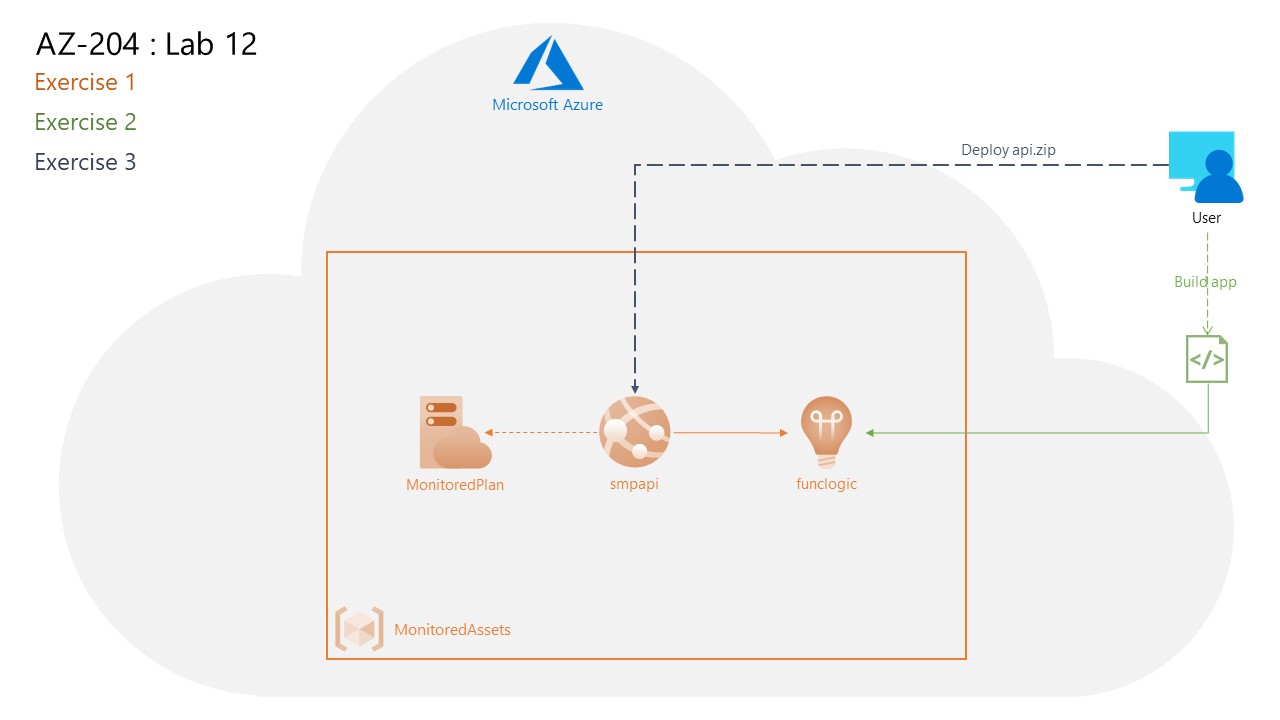 AZ-204 : Lab 12
Exercise 1
Exercise 2
Exercise 3
Microsoft Azure
Deploy api.zip
User
Build app
</>
MonitoredPlan
smpapi
funclogic
MonitoredAssets